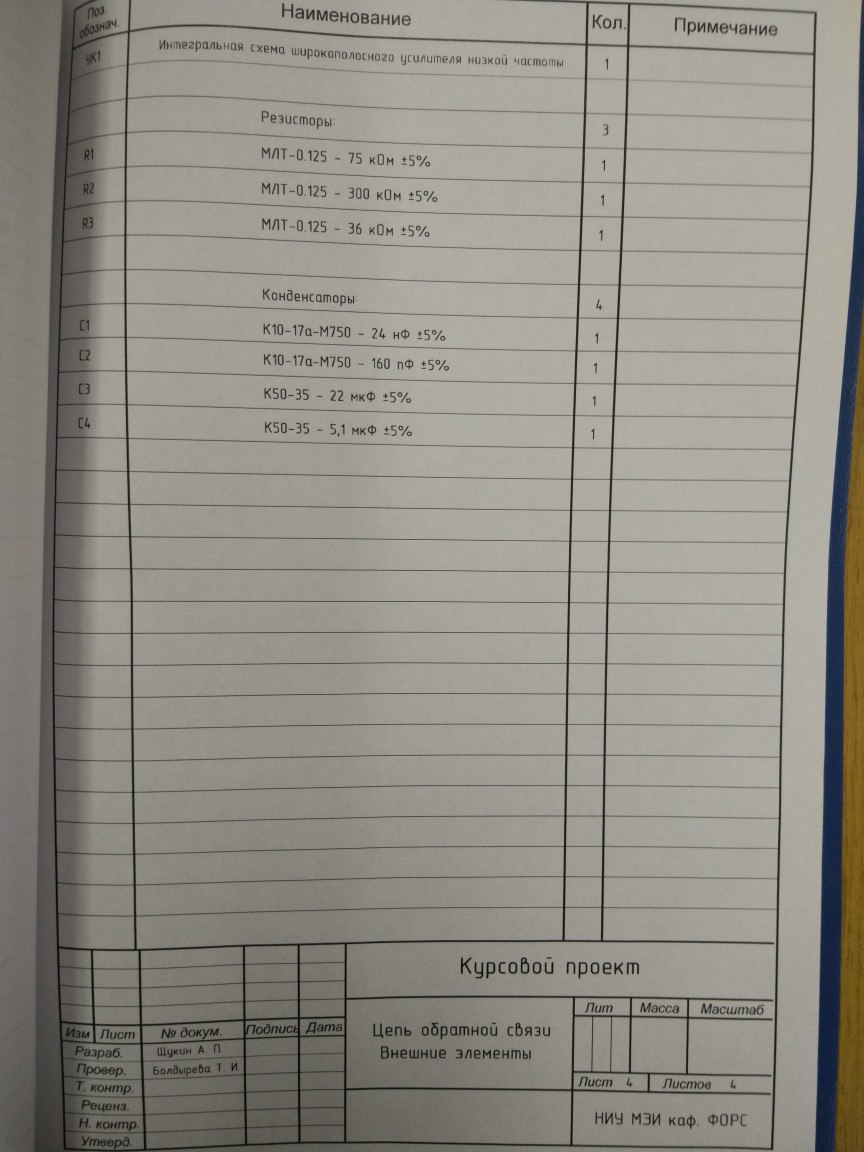 Поз. обознач. Наименование Кол. Примечание
УК1 Интегральная схема широкополосного усилителя низкой частоты 1
Резисторы: 3
R1 МЛТ-0.125 - 75 кОм ±5% 1
R2 МЛТ-0.125 - 300 кОм ±5% 1
R3 МЛТ-0.125 - 36 кОм ±5% 1
Конденсаторы: 4
C1 К10-17а-М750 - 24 нФ ±5% 1
C2 К10-17а-М750 - 160 пФ ±5% 1
C3 К50-35 - 22 мкФ ±5% 1
C4 К50-35 - 5,1 мкФ ±5% 1
Курсовой проект
Изм Лист № докум. Подпись Дата
Разраб. Щукин А. П.
Провер. Болдырева Т. И.
Т. контр.
Реценз.
Н. контр.
Утверд.
Цепь обратной связи
Внешние элементы
Лит Масса Масштаб
Лист 4 Листов 4
НИУ МЭИ каф. ФОРС